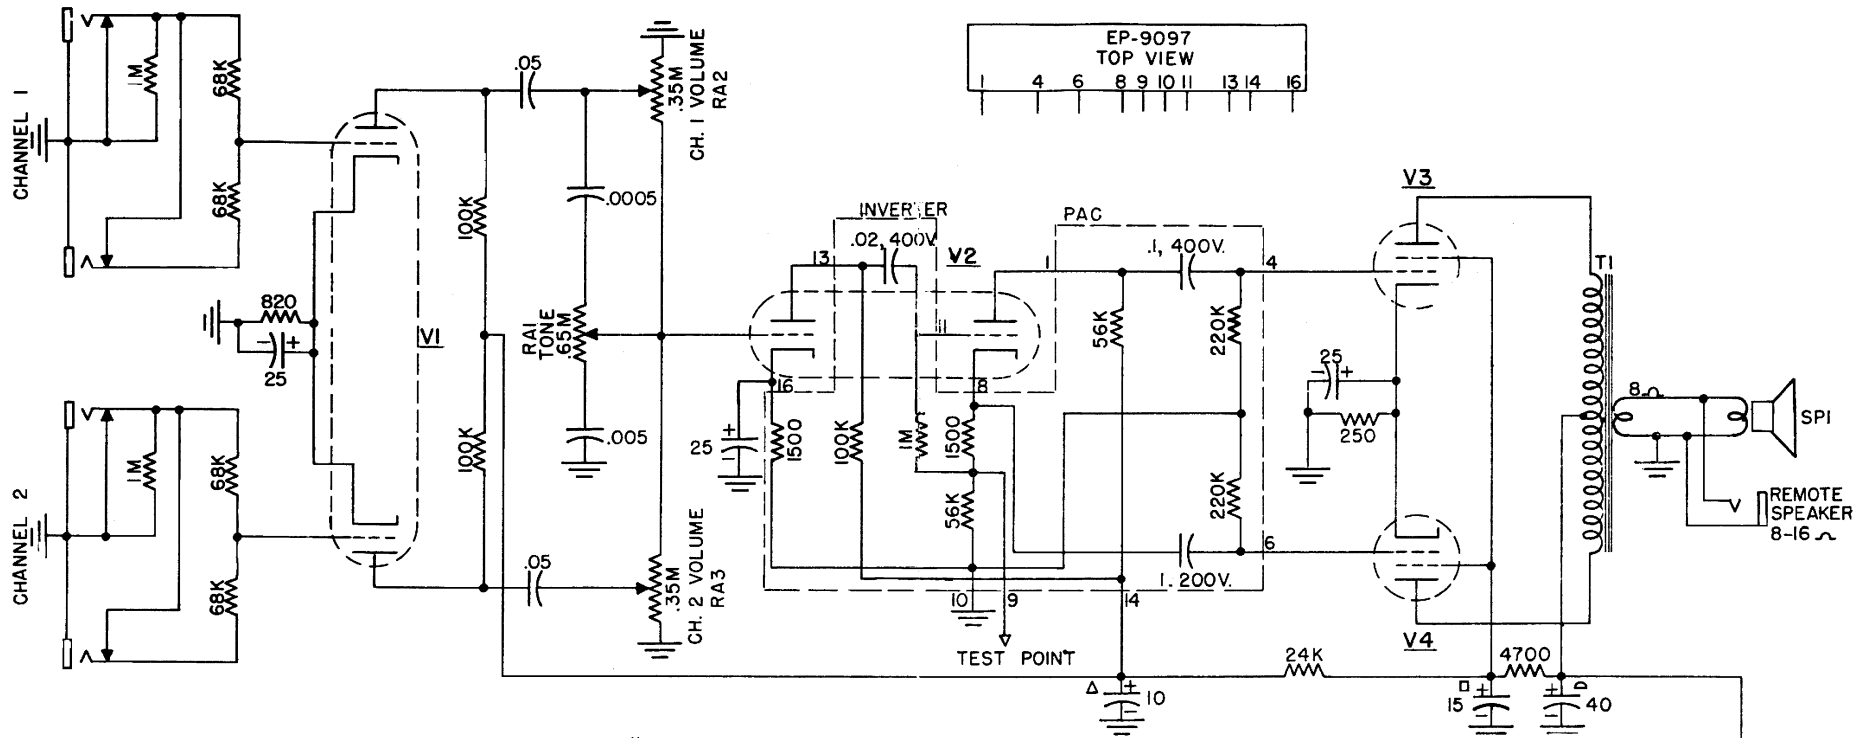 EP-9097
TOP VIEW
1 4 6 8 9 10 11 13 14 16
CHANNEL 1
1M
68K
68K
.05
.35M
CH. 1 VOLUME
RA2
100K
.0005
820
25
V1
RA1
TONE
.65M
.005
100K
CHANNEL 2
1M
68K
68K
.05
.35M
CH. 2 VOLUME
RA3
INVERTER
.02, 400V.
13
V2
11
16
8
25
1500
100K
1M
1500
56K
10
9
14
TEST POINT
PAC
1
.1, 400V.
4
56K
220K
220K
6
1. 200V.
V3
25
250
V4
T1
8Ω
SP1
REMOTE
SPEAKER
8-16 Ω
24K
4700
10
15
40